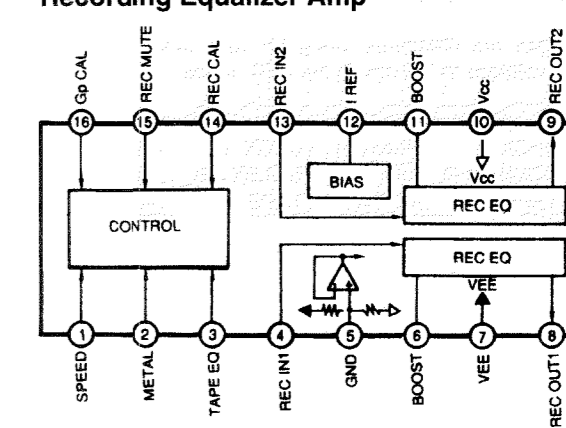 Recording Equalizer Amp
Gp CAL
REC MUTE
REC CAL
REC IN2
I REF
BOOST
Vcc
REC OUT2
16
15
14
13
12
11
10
9
BIAS
Vcc
REC EQ
CONTROL
REC EQ
VEE
1
2
3
4
5
6
7
8
SPEED
METAL
TAPE EQ
REC IN1
GND
BOOST
VEE
REC OUT1